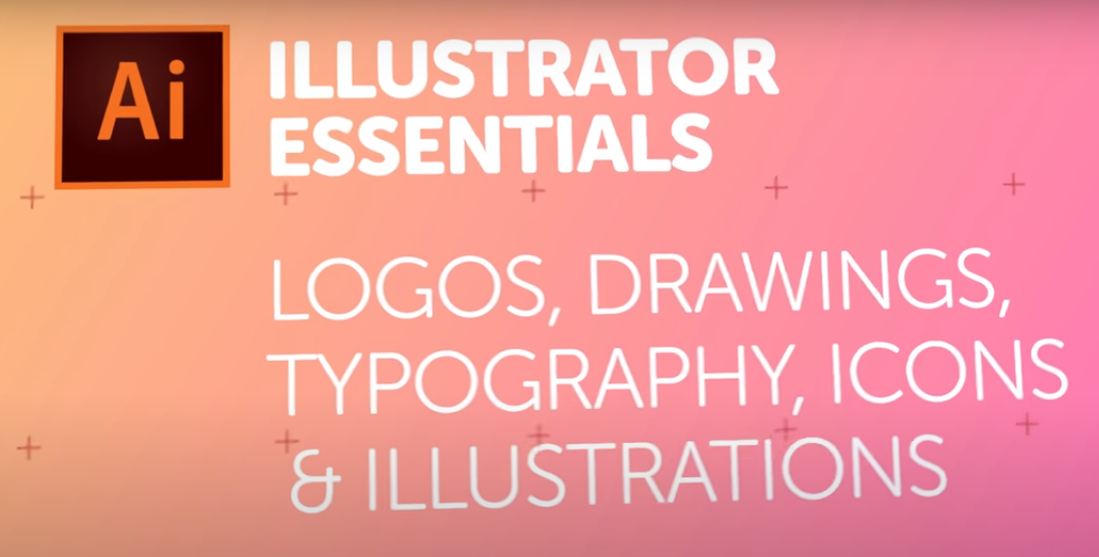 Ai
ILLUSTRATOR
ESSENTIALS
LOGOS, DRAWINGS,
TYPOGRAPHY, ICONS
& ILLUSTRATIONS